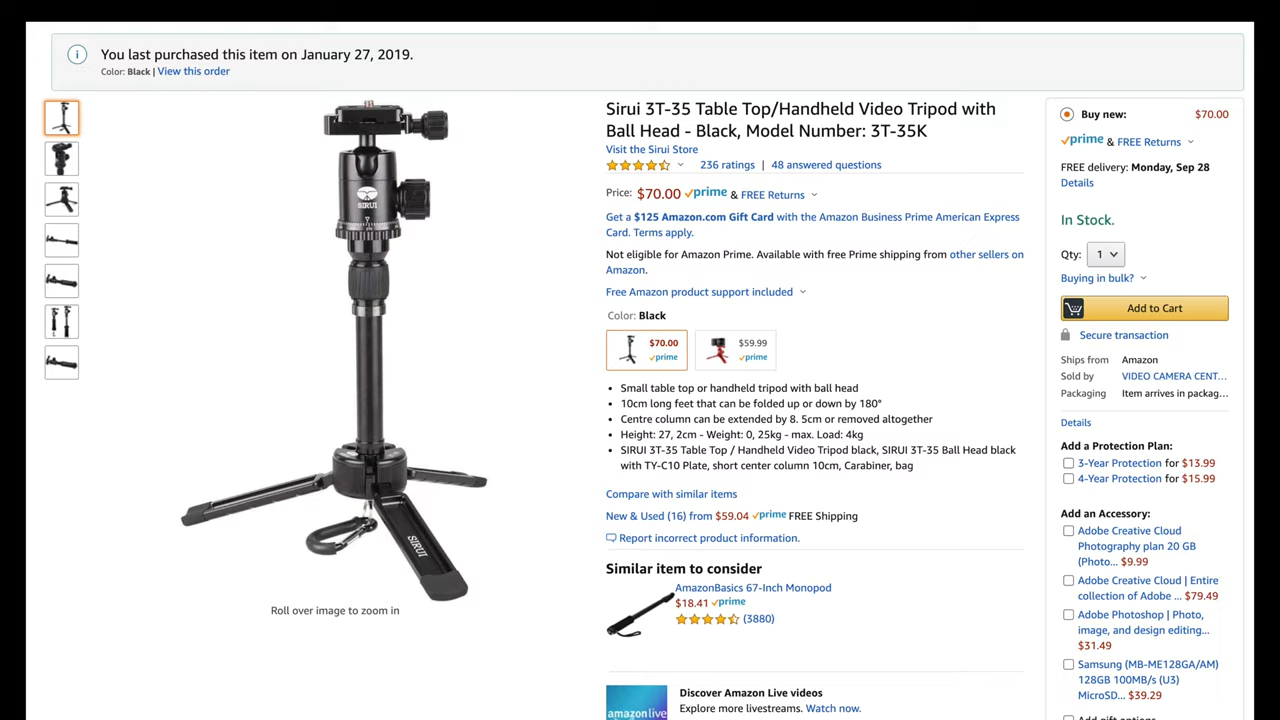 You last purchased this item on January 27, 2019.
Color: Black | View this order
SIRUI
SIRUI
Roll over image to zoom in
Sirui 3T-35 Table Top/Handheld Video Tripod with
Ball Head - Black, Model Number: 3T-35K
Visit the Sirui Store
236 ratings | 48 answered questions
Price: $70.00 prime & FREE Returns
Get a $125 Amazon.com Gift Card with the Amazon Business Prime American Express
Card. Terms apply.
Not eligible for Amazon Prime. Available with free Prime shipping from other sellers on
Amazon.
Free Amazon product support included
Color: Black
$70.00
prime
$59.99
prime
• Small table top or handheld tripod with ball head
• 10cm long feet that can be folded up or down by 180°
• Centre column can be extended by 8. 5cm or removed altogether
• Height: 27, 2cm - Weight: 0, 25kg - max. Load: 4kg
• SIRUI 3T-35 Table Top / Handheld Video Tripod black, SIRUI 3T-35 Ball Head black
with TY-C10 Plate, short center column 10cm, Carabiner, bag
Compare with similar items
New & Used (16) from $59.04 prime FREE Shipping
Report incorrect product information.
Similar item to consider
AmazonBasics 67-Inch Monopod
$18.41 prime
(3880)
amazonlive
Discover Amazon Live videos
Explore more livestreams. Watch now.
Buy new: $70.00
prime & FREE Returns
FREE delivery: Monday, Sep 28
Details
In Stock.
Qty: 1
Buying in bulk?
Add to Cart
Secure transaction
Ships from Amazon
Sold by VIDEO CAMERA CENT...
Packaging Item arrives in packag...
Details
Add a Protection Plan:
3-Year Protection for $13.99
4-Year Protection for $15.99
Add an Accessory:
Adobe Creative Cloud
Photography plan 20 GB
(Photo... $9.99
Adobe Creative Cloud | Entire
collection of Adobe ... $79.49
Adobe Photoshop | Photo,
image, and design editing...
$31.49
Samsung (MB-ME128GA/AM)
128GB 100MB/s (U3)
MicroSD... $39.29
Add gift options